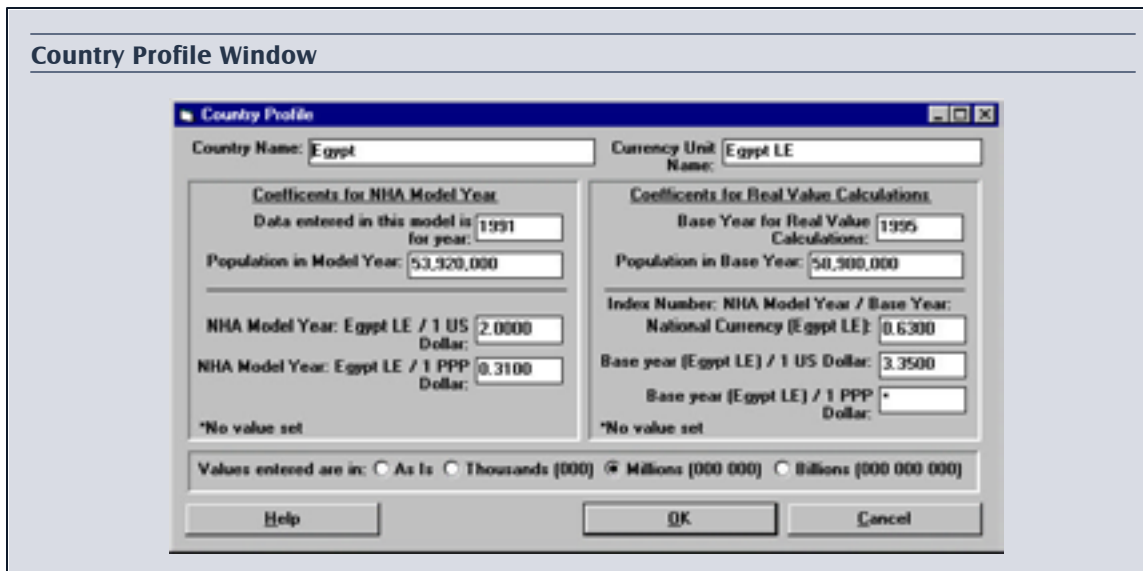 Country Profile Window
Country Profile
Country Name: Egypt
Currency Unit Name: Egypt LE
Coefficents for NHA Model Year
Data entered in this model is for year: 1991
Population in Model Year: 53,920,000
NHA Model Year: Egypt LE / 1 US Dollar: 2.0000
NHA Model Year: Egypt LE / 1 PPP Dollar: 0.3100
*No value set
Coefficents for Real Value Calculations
Base Year for Real Value Calculations: 1995
Population in Base Year:
Index Number: NHA Model Year / Base Year:
National Currency (Egypt LE): 0.6300
Base year (Egypt LE) / 1 US Dollar: 3.3500
Base year (Egypt LE) / 1 PPP Dollar: *
*No value set
Values entered are in: As Is Thousands (000) Millions (000 000) Billions (000 000 000)
Help
OK
Cancel